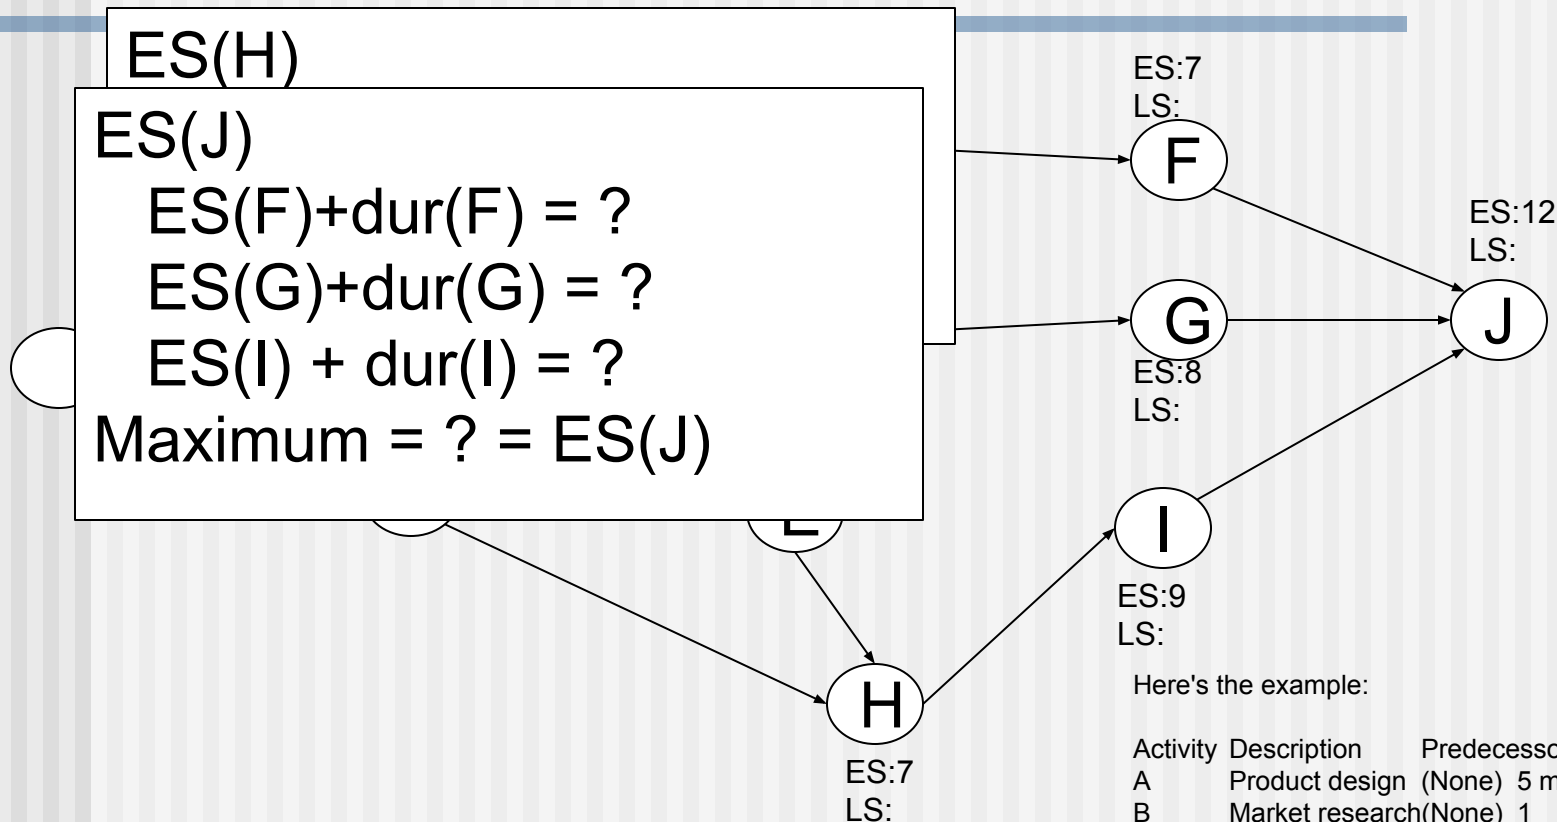 ES(H)
ES(J)
ES(F)+dur(F) = ?
ES(G)+dur(G) = ?
ES(I) + dur(I) = ?
Maximum = ? = ES(J)
ES:7
LS:
F
ES:12
LS:
G
J
ES:8
LS:
I
ES:9
LS:
H
ES:7
LS:
Here's the example:
Activity Description Predecesso
A Product design (None) 5 m
B Market research(None) 1